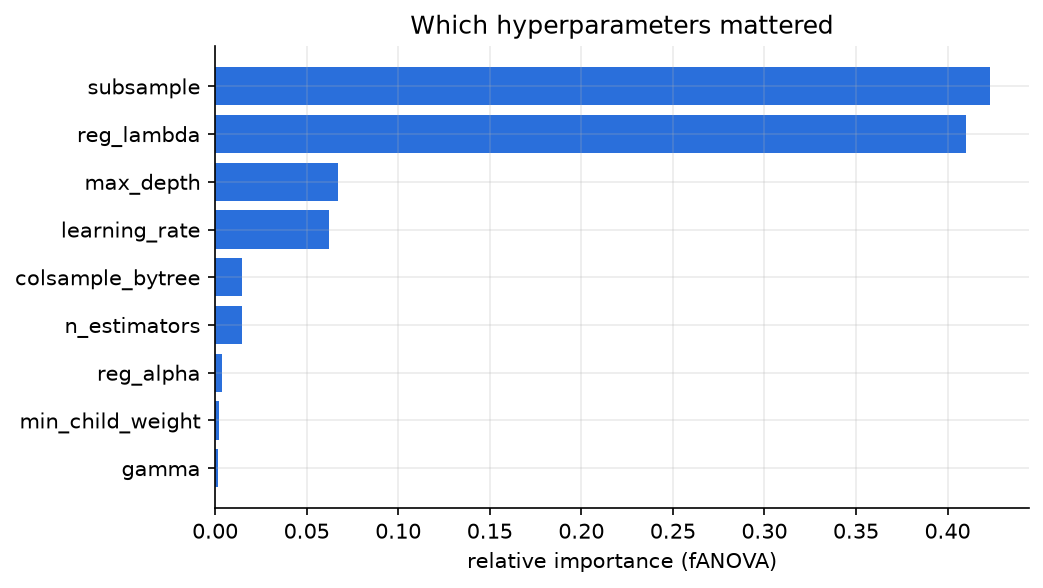 Which hyperparameters mattered
subsample
reg_lambda
max_depth
learning_rate
colsample_bytree
n_estimators
reg_alpha
min_child_weight
gamma
0.00 0.05 0.10 0.15 0.20 0.25 0.30 0.35 0.40
relative importance (fANOVA)